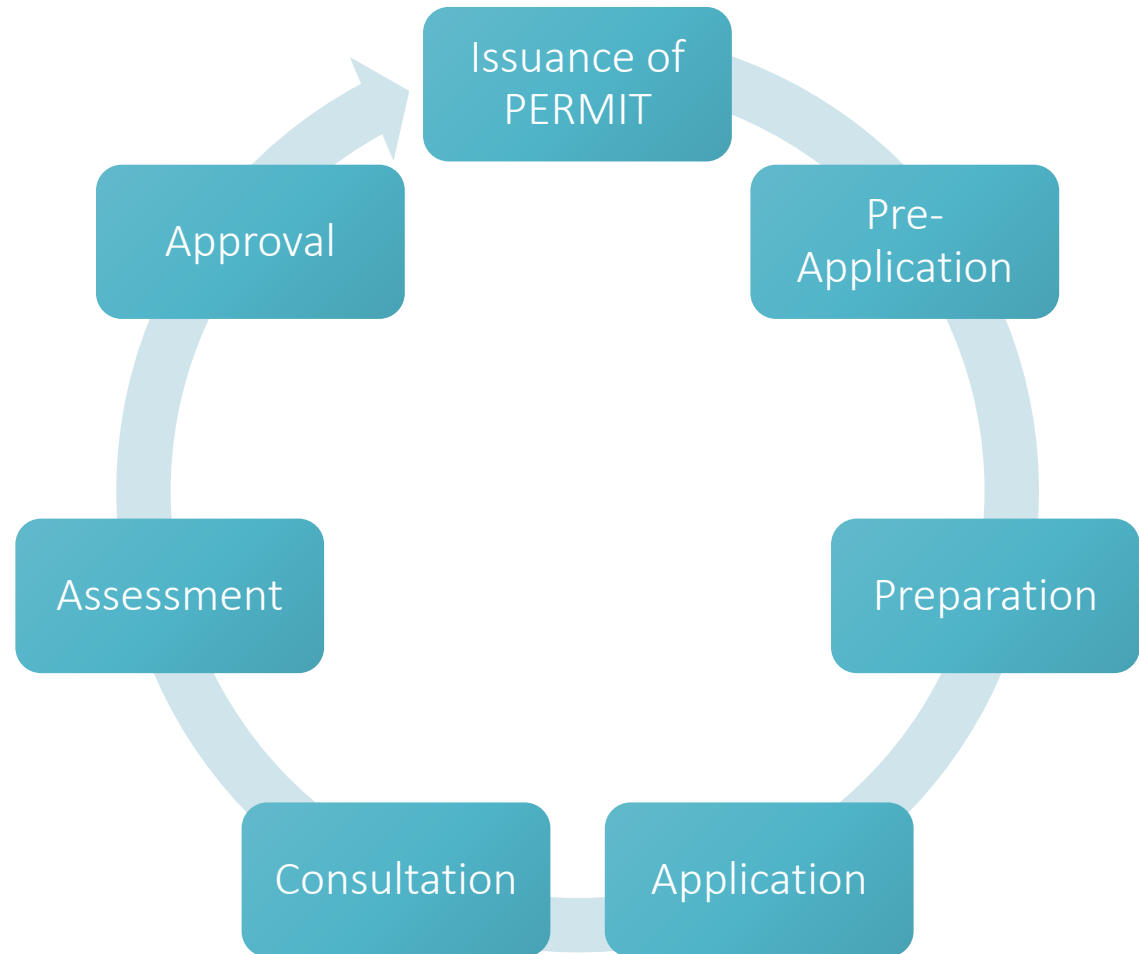 Issuance of
PERMIT
Pre-
Application
Preparation
Application
Consultation
Assessment
Approval